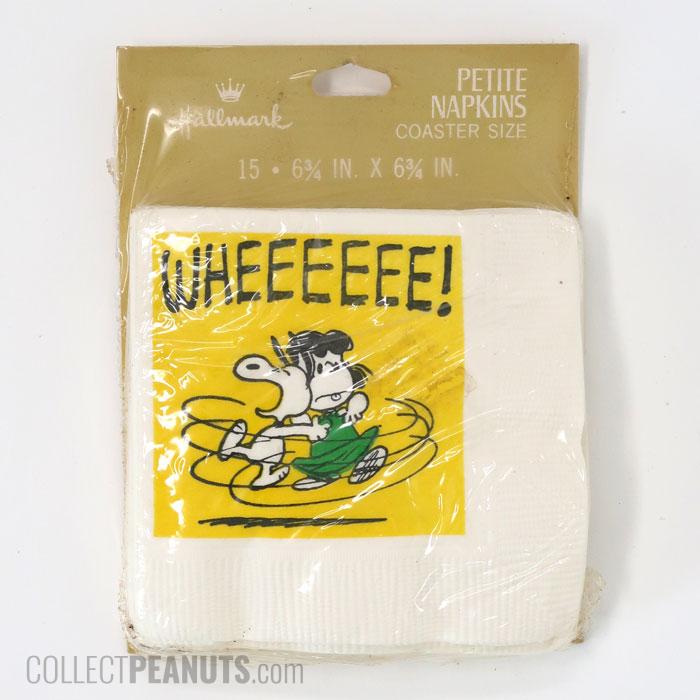 Hallmark
PETITE
NAPKINS
COASTER SIZE
15 • 6¾ IN. X 6¾ IN.
WHEEEEEE!
COLLECTPEANUTS.com